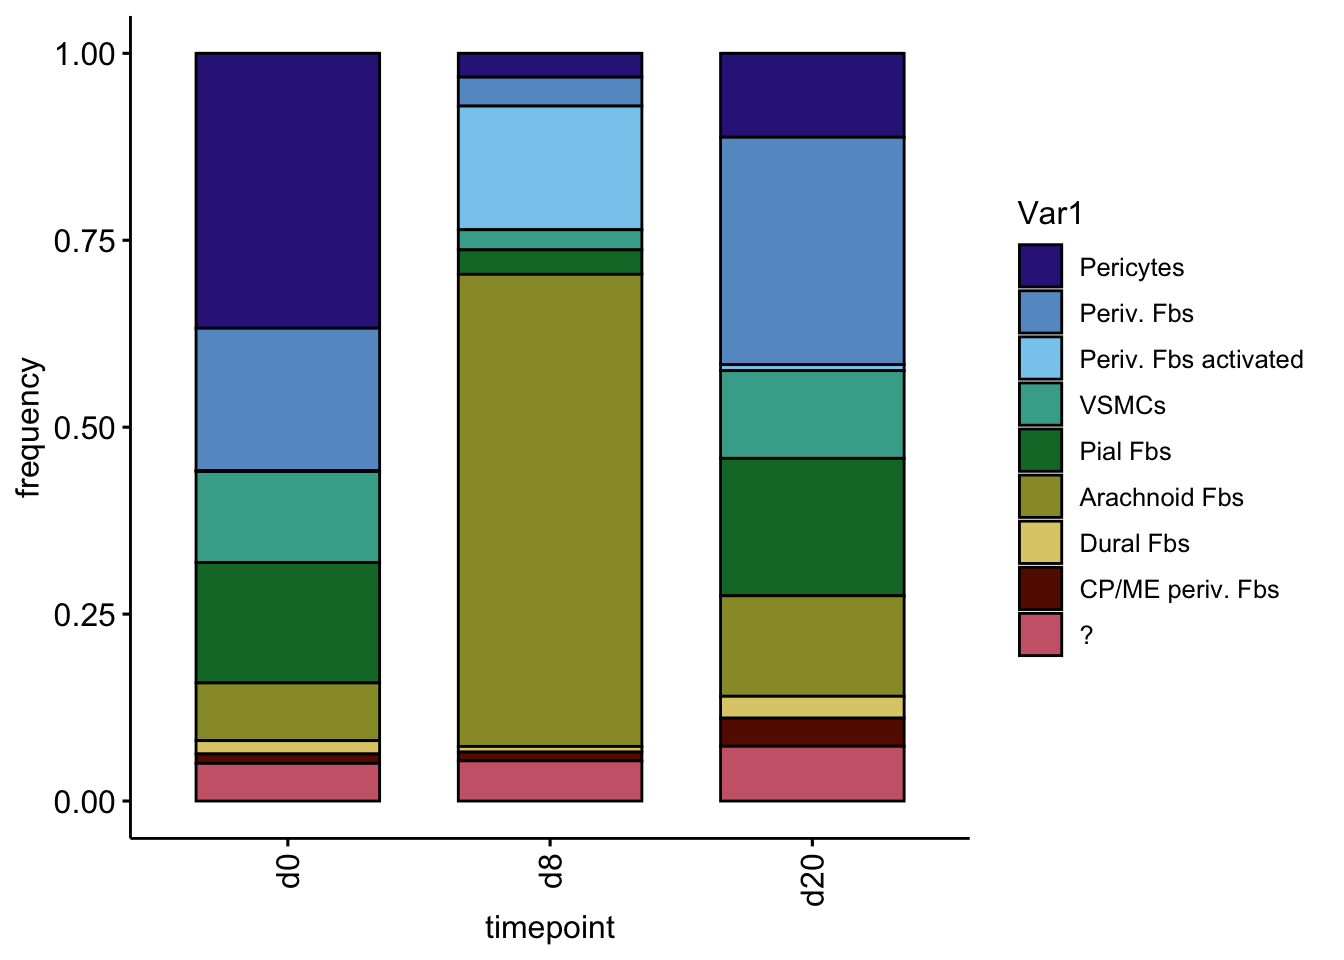 1.00
0.75
0.50
0.25
0.00
frequency
d0
d8
d20
timepoint
Var1
Pericytes
Periv. Fbs
Periv. Fbs activated
VSMCs
Pial Fbs
Arachnoid Fbs
Dural Fbs
CP/ME periv. Fbs
?